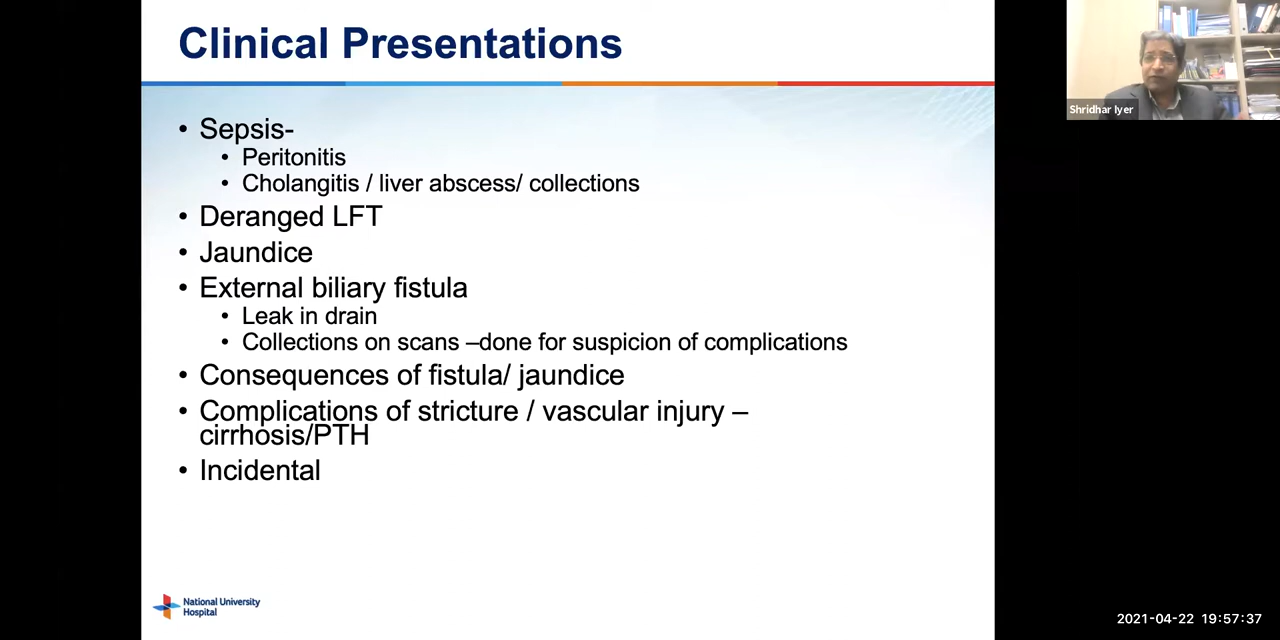 Clinical Presentations
• Sepsis-
• Peritonitis
• Cholangitis / liver abscess/ collections
• Deranged LFT
• Jaundice
• External biliary fistula
• Leak in drain
• Collections on scans –done for suspicion of complications
• Consequences of fistula/ jaundice
• Complications of stricture / vascular injury –
cirrhosis/PTH
• Incidental
National University
Hospital
Shridhar Iyer
2021-04-22 19:57:37